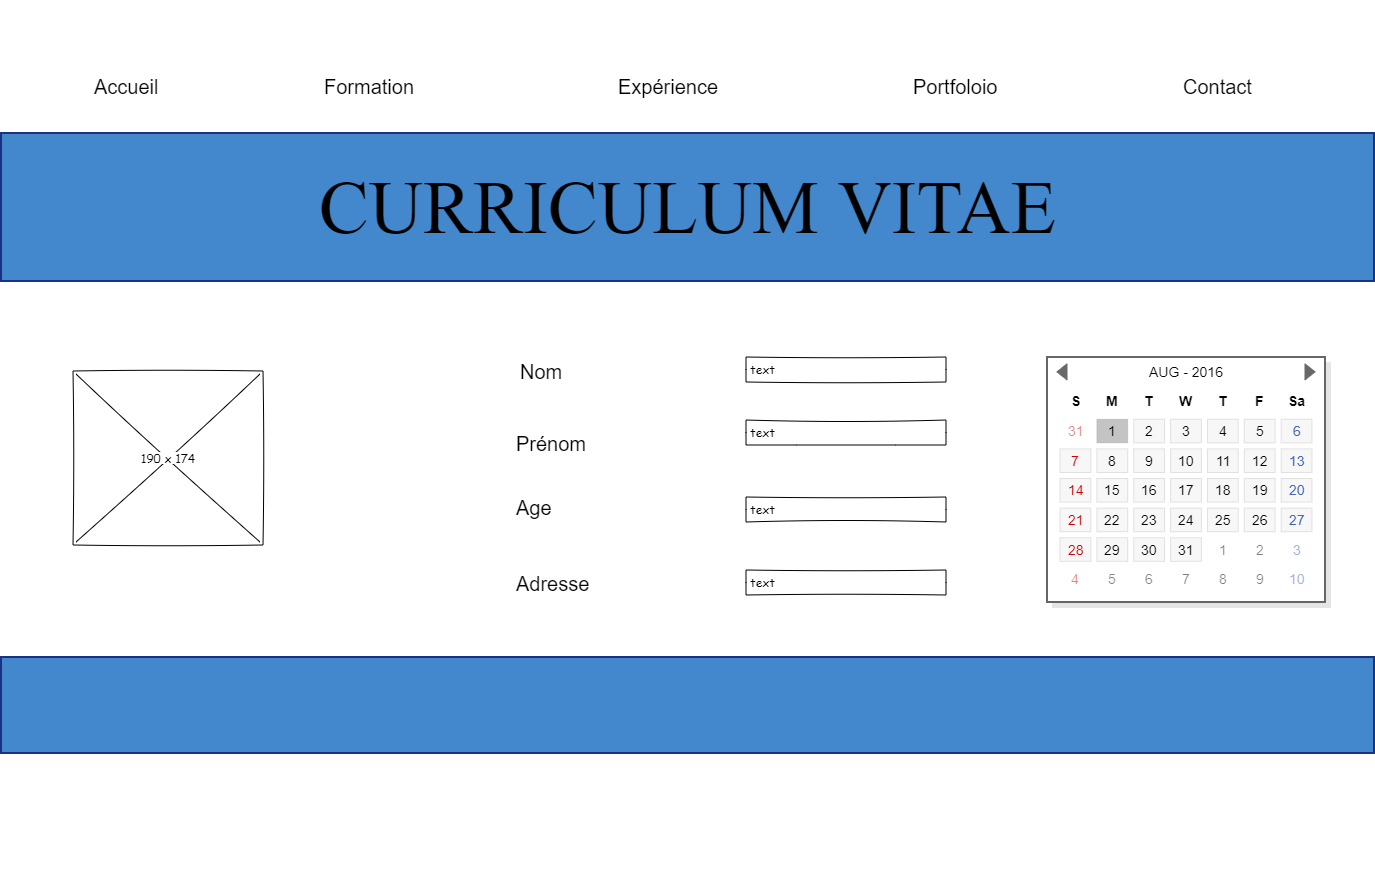 Accueil Formation Expérience Portfoloio Contact
CURRICULUM VITAE
190 x 174
Nom text
Prénom text
Age text
Adresse text
AUG - 2016
S M T W T F Sa
31 1 2 3 4 5 6
7 8 9 10 11 12 13
14 15 16 17 18 19 20
21 22 23 24 25 26 27
28 29 30 31 1 2 3
4 5 6 7 8 9 10